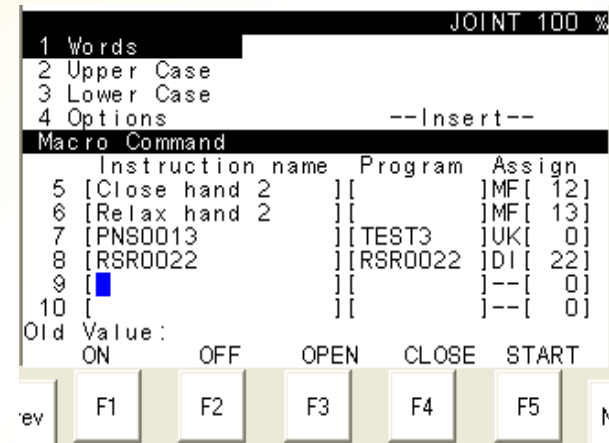 JOINT 100 %
1 Words
2 Upper Case
3 Lower Case
4 Options --Insert--
Macro Command
Instruction name Program Assign
5 [Close hand 2 ][ ]MF[ 12]
6 [Relax hand 2 ][ ]MF[ 13]
7 [PNS0013 ][TEST3 ]UK[ 0]
8 [RSR0022 ][RSR0022 ]DI[ 22]
9 [ ][ ]--[ 0]
10 [ ][ ]--[ 0]
Old Value:
ON OFF OPEN CLOSE START
rev F1 F2 F3 F4 F5 N